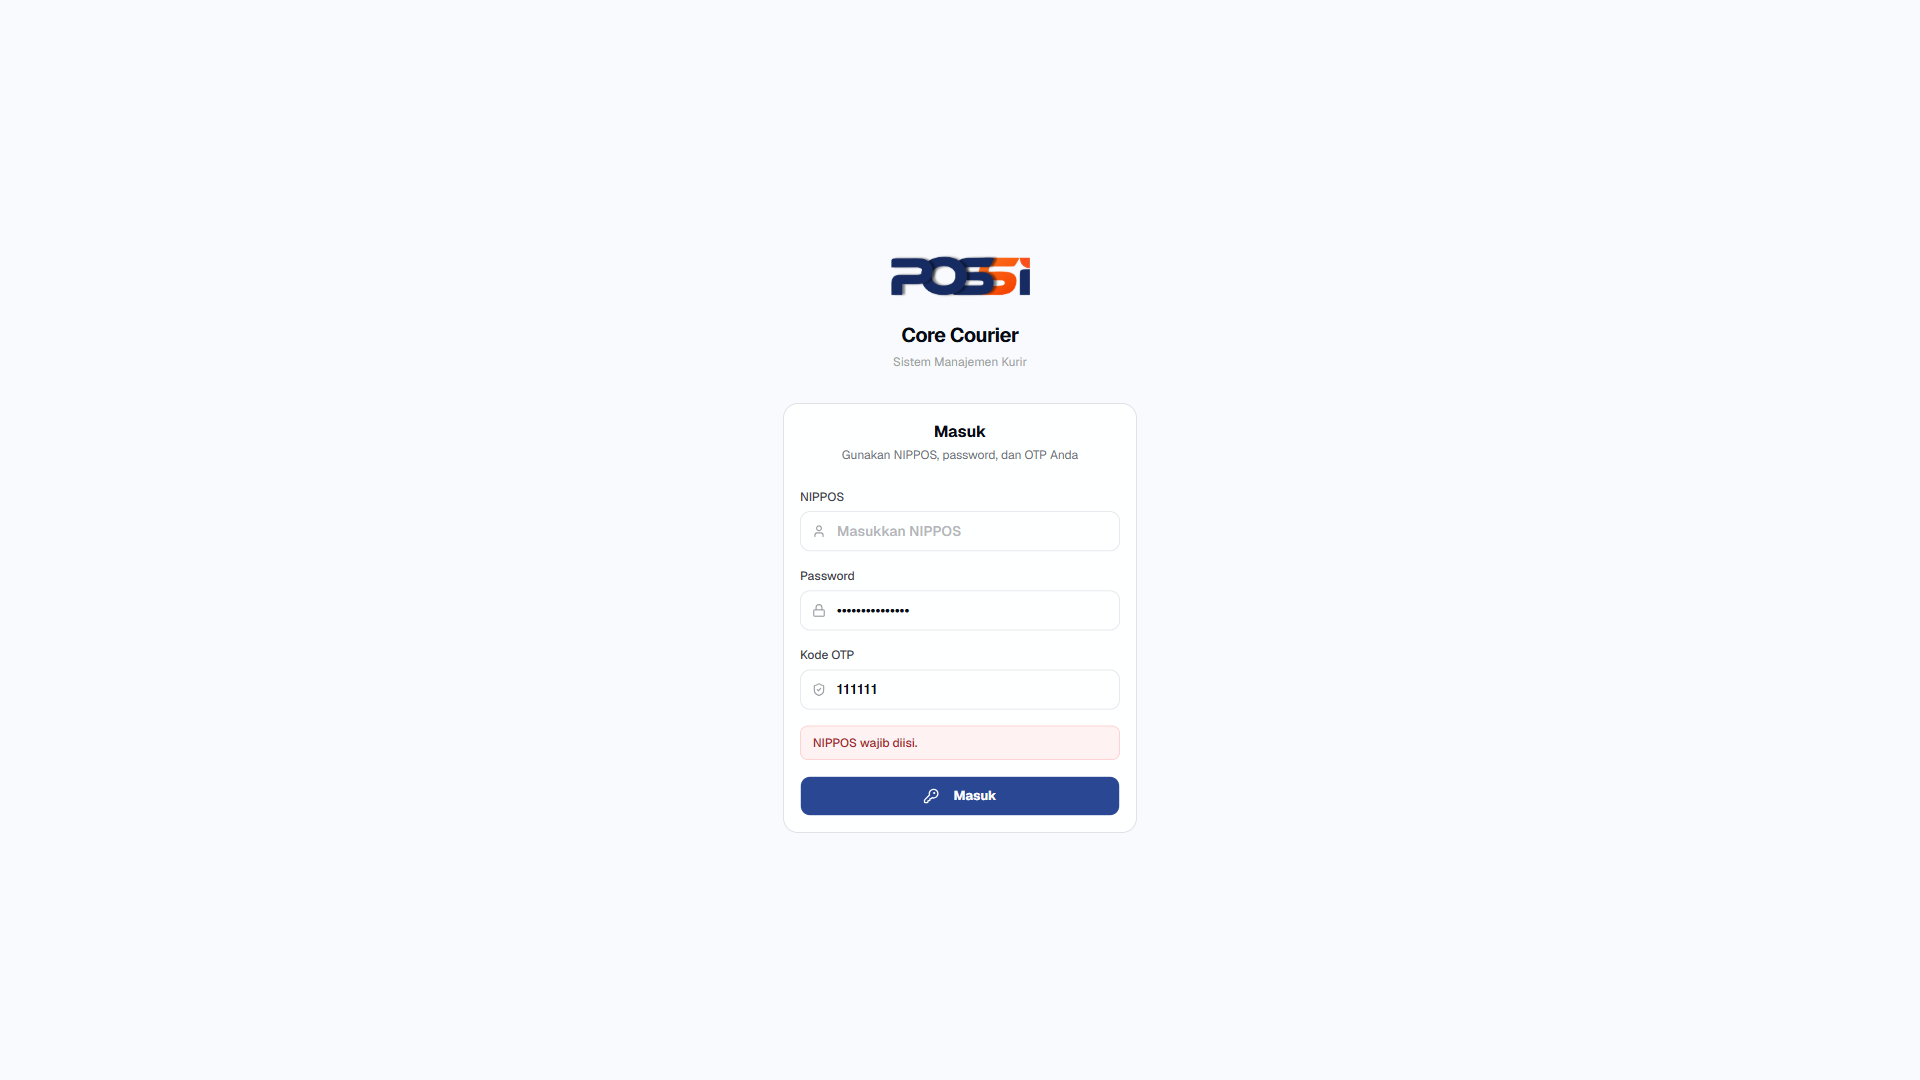 POSSi
Core Courier
Sistem Manajemen Kurir
Masuk
Gunakan NIPPOS, password, dan OTP Anda
NIPPOS
Masukkan NIPPOS
Password
•••••••••••••••
Kode OTP
111111
NIPPOS wajib diisi.
Masuk